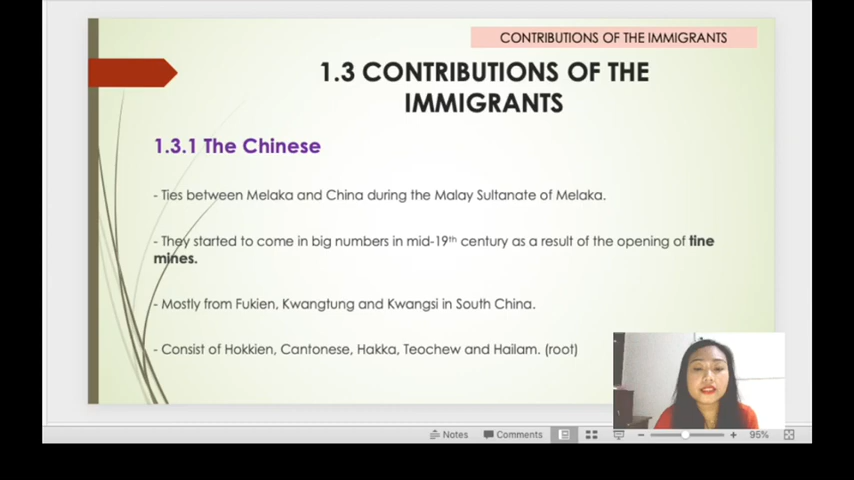 CONTRIBUTIONS OF THE IMMIGRANTS
1.3 CONTRIBUTIONS OF THE
IMMIGRANTS
1.3.1 The Chinese
- Ties between Melaka and China during the Malay Sultanate of Melaka.
- They started to come in big numbers in mid-19th century as a result of the opening of tine
mines.
- Mostly from Fukien, Kwangtung and Kwangsi in South China.
- Consist of Hokkien, Cantonese, Hakka, Teochew and Hailam. (root)
Notes Comments 95%